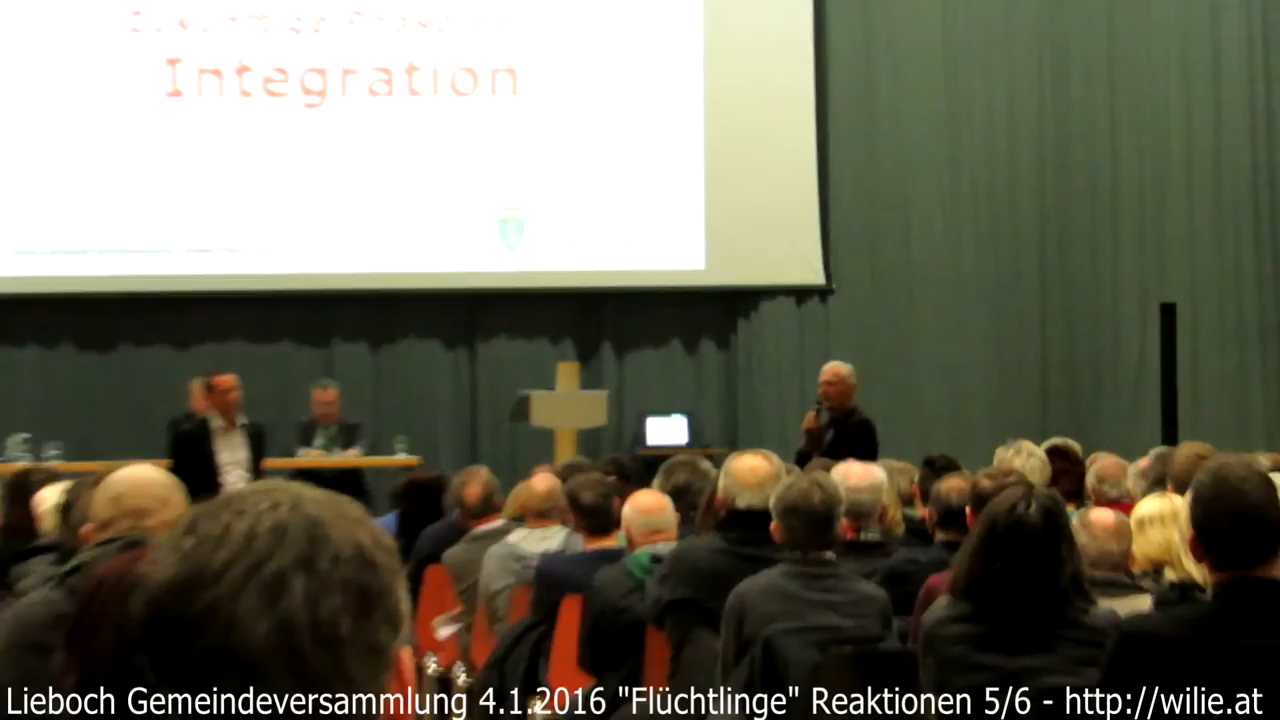 Integration
Lieboch Gemeindeversammlung 4.1.2016 "Flüchtlinge" Reaktionen 5/6 - http://wilie.at